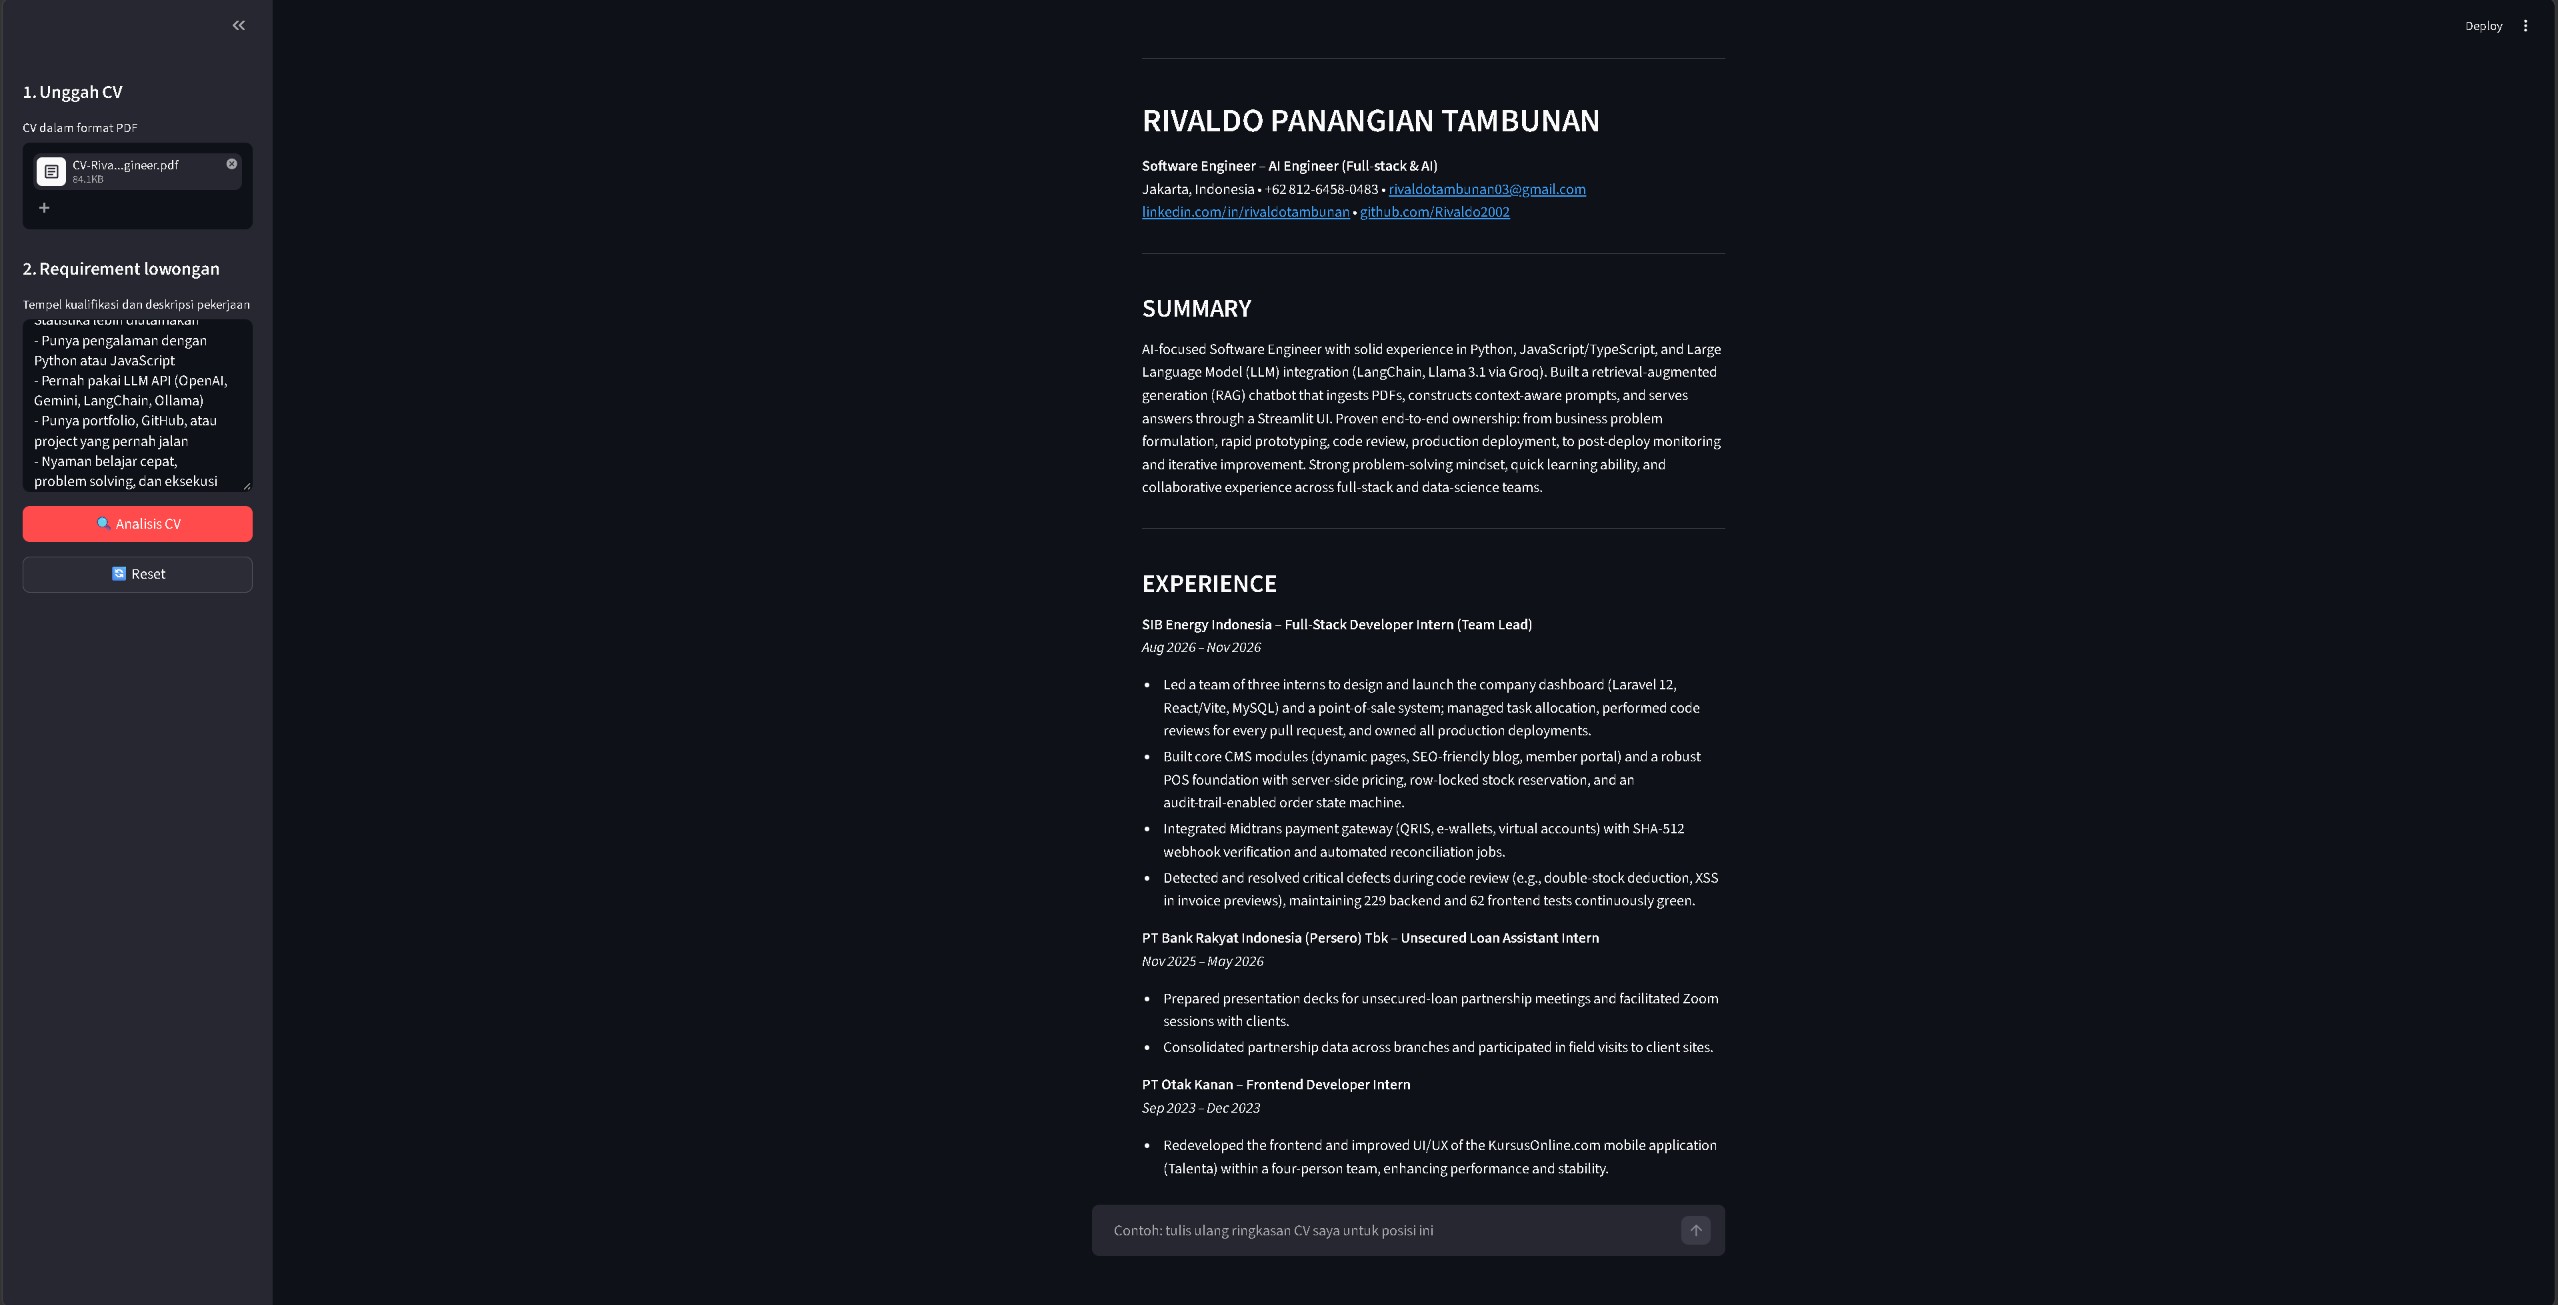 Deploy
1. Unggah CV
CV dalam format PDF
CV-Riva...gineer.pdf
84.1KB
2. Requirement lowongan
Tempel kualifikasi dan deskripsi pekerjaan
Statistika lebih diutamakan
- Punya pengalaman dengan
Python atau JavaScript
- Pernah pakai LLM API (OpenAI,
Gemini, LangChain, Ollama)
- Punya portfolio, GitHub, atau
project yang pernah jalan
- Nyaman belajar cepat,
problem solving, dan eksekusi
Analisis CV
Reset
RIVALDO PANANGIAN TAMBUNAN
Software Engineer – AI Engineer (Full-stack & AI)
Jakarta, Indonesia • +62 812-6458-0483 • rivaldotambunan03@gmail.com
linkedin.com/in/rivaldotambunan • github.com/Rivaldo2002
SUMMARY
AI-focused Software Engineer with solid experience in Python, JavaScript/TypeScript, and Large
Language Model (LLM) integration (LangChain, Llama 3.1 via Groq). Built a retrieval-augmented
generation (RAG) chatbot that ingests PDFs, constructs context-aware prompts, and serves
answers through a Streamlit UI. Proven end-to-end ownership: from business problem
formulation, rapid prototyping, code review, production deployment, to post-deploy monitoring
and iterative improvement. Strong problem-solving mindset, quick learning ability, and
collaborative experience across full-stack and data-science teams.
EXPERIENCE
SIB Energy Indonesia – Full-Stack Developer Intern (Team Lead)
Aug 2026 – Nov 2026
• Led a team of three interns to design and launch the company dashboard (Laravel 12,
React/Vite, MySQL) and a point-of-sale system; managed task allocation, performed code
reviews for every pull request, and owned all production deployments.
• Built core CMS modules (dynamic pages, SEO-friendly blog, member portal) and a robust
POS foundation with server-side pricing, row-locked stock reservation, and an
audit-trail-enabled order state machine.
• Integrated Midtrans payment gateway (QRIS, e-wallets, virtual accounts) with SHA-512
webhook verification and automated reconciliation jobs.
• Detected and resolved critical defects during code review (e.g., double-stock deduction, XSS
in invoice previews), maintaining 229 backend and 62 frontend tests continuously green.
PT Bank Rakyat Indonesia (Persero) Tbk – Unsecured Loan Assistant Intern
Nov 2025 – May 2026
• Prepared presentation decks for unsecured-loan partnership meetings and facilitated Zoom
sessions with clients.
• Consolidated partnership data across branches and participated in field visits to client sites.
PT Otak Kanan – Frontend Developer Intern
Sep 2023 – Dec 2023
• Redeveloped the frontend and improved UI/UX of the KursusOnline.com mobile application
(Talenta) within a four-person team, enhancing performance and stability.
Contoh: tulis ulang ringkasan CV saya untuk posisi ini